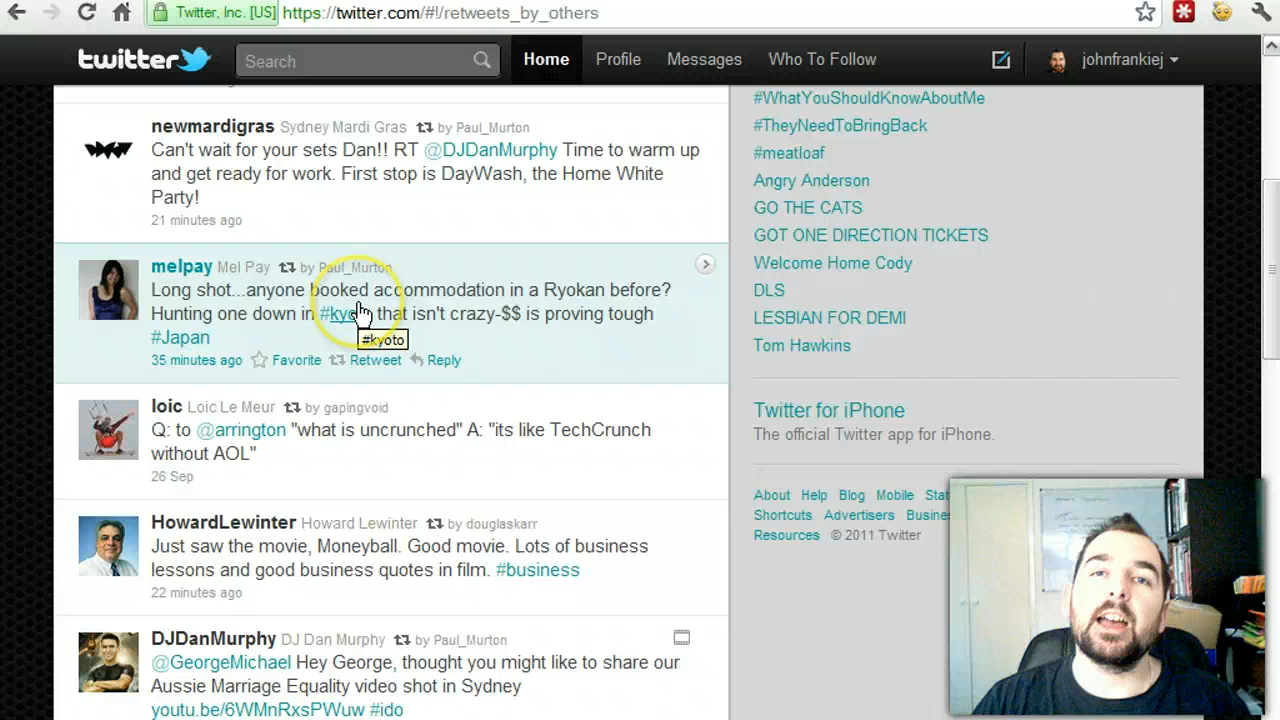 Twitter, Inc. [US] https://twitter.com/#!/retweets_by_others
twitter Search Home Profile Messages Who To Follow johnfrankiej
newmardigras Sydney Mardi Gras by Paul_Murton
Can't wait for your sets Dan!! RT @DJDanMurphy Time to warm up
and get ready for work. First stop is DayWash, the Home White
Party!
21 minutes ago
melpay Mel Pay by Paul_Murton
Long shot...anyone booked accommodation in a Ryokan before?
Hunting one down in #kyoto that isn't crazy-$$ is proving tough
#kyoto
#Japan
35 minutes ago Favorite Retweet Reply
loic Loic Le Meur by gapingvoid
Q: to @arrington "what is uncrunched" A: "its like TechCrunch
without AOL"
26 Sep
HowardLewinter Howard Lewinter by douglaskarr
Just saw the movie, Moneyball. Good movie. Lots of business
lessons and good business quotes in film. #business
22 minutes ago
DJDanMurphy DJ Dan Murphy by Paul_Murton
@GeorgeMichael Hey George, thought you might like to share our
Aussie Marriage Equality video shot in Sydney
youtu.be/6WMnRxsPWuw #ido
#WhatYouShouldKnowAboutMe
#TheyNeedToBringBack
#meatloaf
Angry Anderson
GO THE CATS
GOT ONE DIRECTION TICKETS
Welcome Home Cody
DLS
LESBIAN FOR DEMI
Tom Hawkins
Twitter for iPhone
The official Twitter app for iPhone.
About Help Blog Mobile Stat
Shortcuts Advertisers Busine
Resources © 2011 Twitter